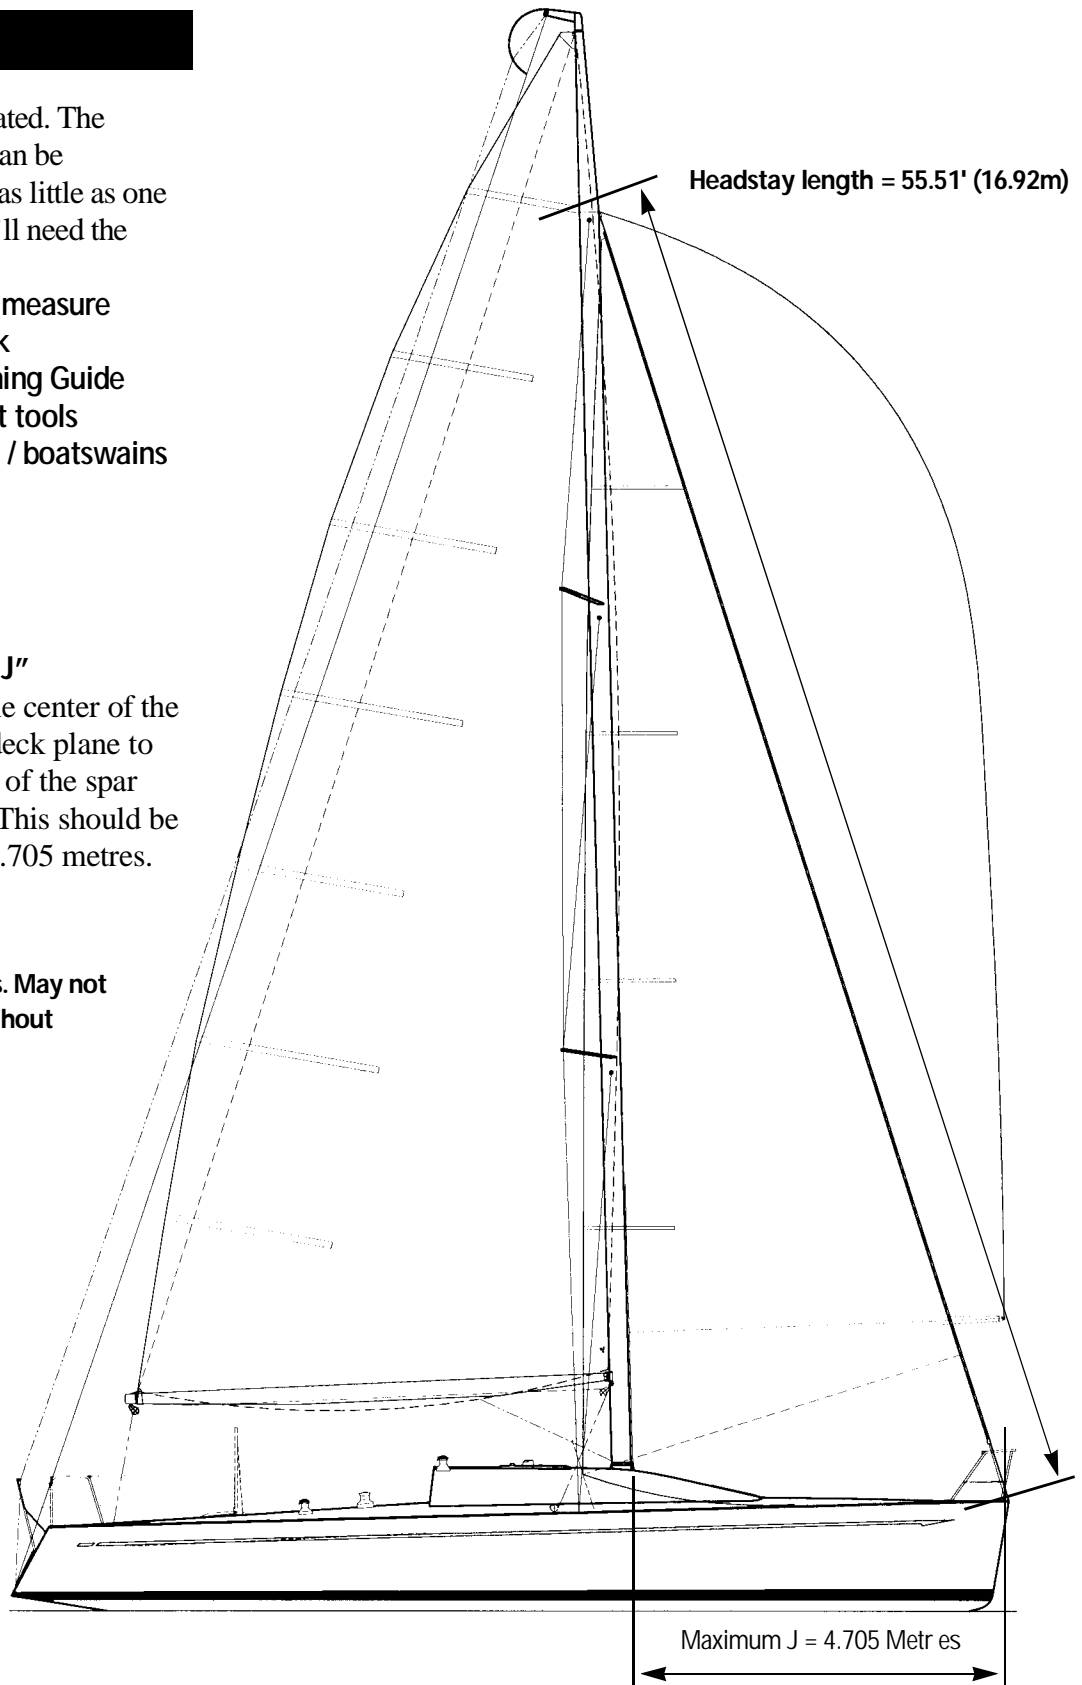 ated. The
an be
as little as one
'll need the
measure
k
ning Guide
t tools
/ boatswains
J"
e center of the
deck plane to
of the spar
This should be
.705 metres.
s. May not
hout
Headstay length = 55.51' (16.92m)
Maximum J = 4.705 Metr es